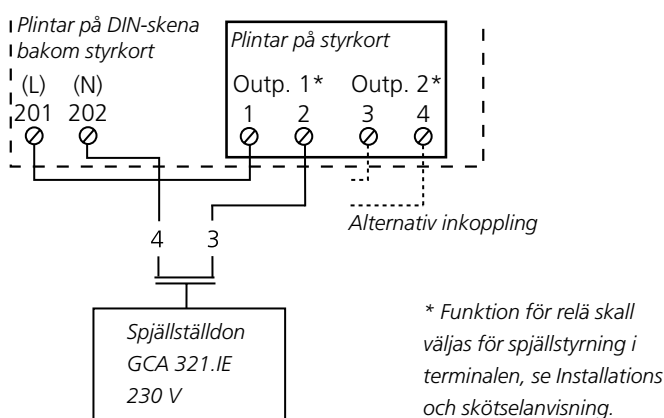 Plintar på DIN-skena
bakom styrkort
(L) (N)
201 202
Plintar på styrkort
Outp. 1* Outp. 2*
1 2 3 4
Alternativ inkoppling
4 3
Spjällställdon
GCA 321.IE
230 V
* Funktion för relä skall
väljas för spjällstyrning i
terminalen, se Installations
och skötselanvisning.